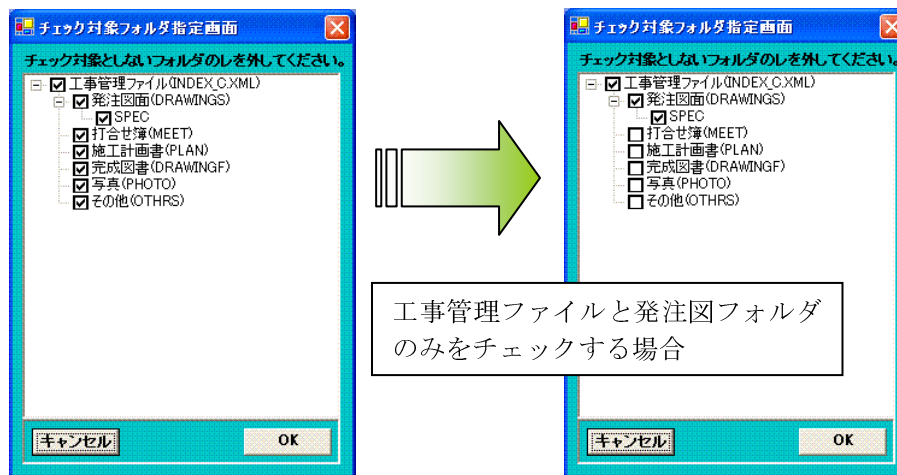 チェック対象フォルダ指定画面
チェック対象としないフォルダのレを外してください。
工事管理ファイル(INDEX_C.XML)
発注図面(DRAWINGS)
SPEC
打合せ簿(MEET)
施工計画書(PLAN)
完成図書(DRAWINGF)
写真(PHOTO)
その他(OTHRS)
キャンセル
OK
チェック対象フォルダ指定画面
チェック対象としないフォルダのレを外してください。
工事管理ファイル(INDEX_C.XML)
発注図面(DRAWINGS)
SPEC
打合せ簿(MEET)
施工計画書(PLAN)
完成図書(DRAWINGF)
写真(PHOTO)
その他(OTHRS)
キャンセル
OK
工事管理ファイルと発注図フォルダ
のみをチェックする場合